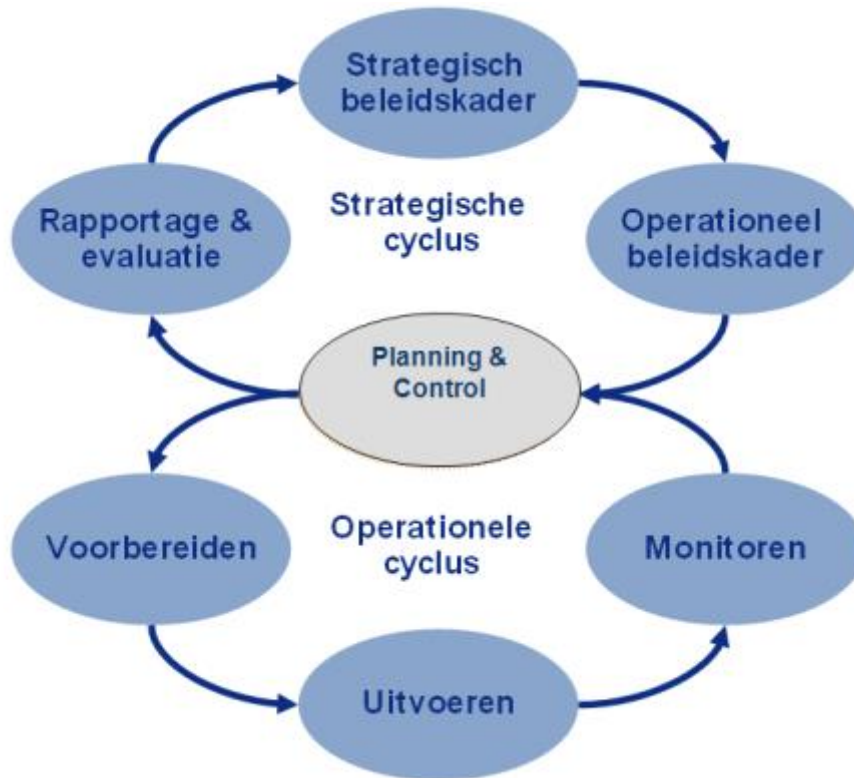 Strategisch
beleidskader
Rapportage &
evaluatie
Strategische
cyclus
Operationeel
beleidskader
Planning &
Control
Voorbereiden
Operationele
cyclus
Monitoren
Uitvoeren